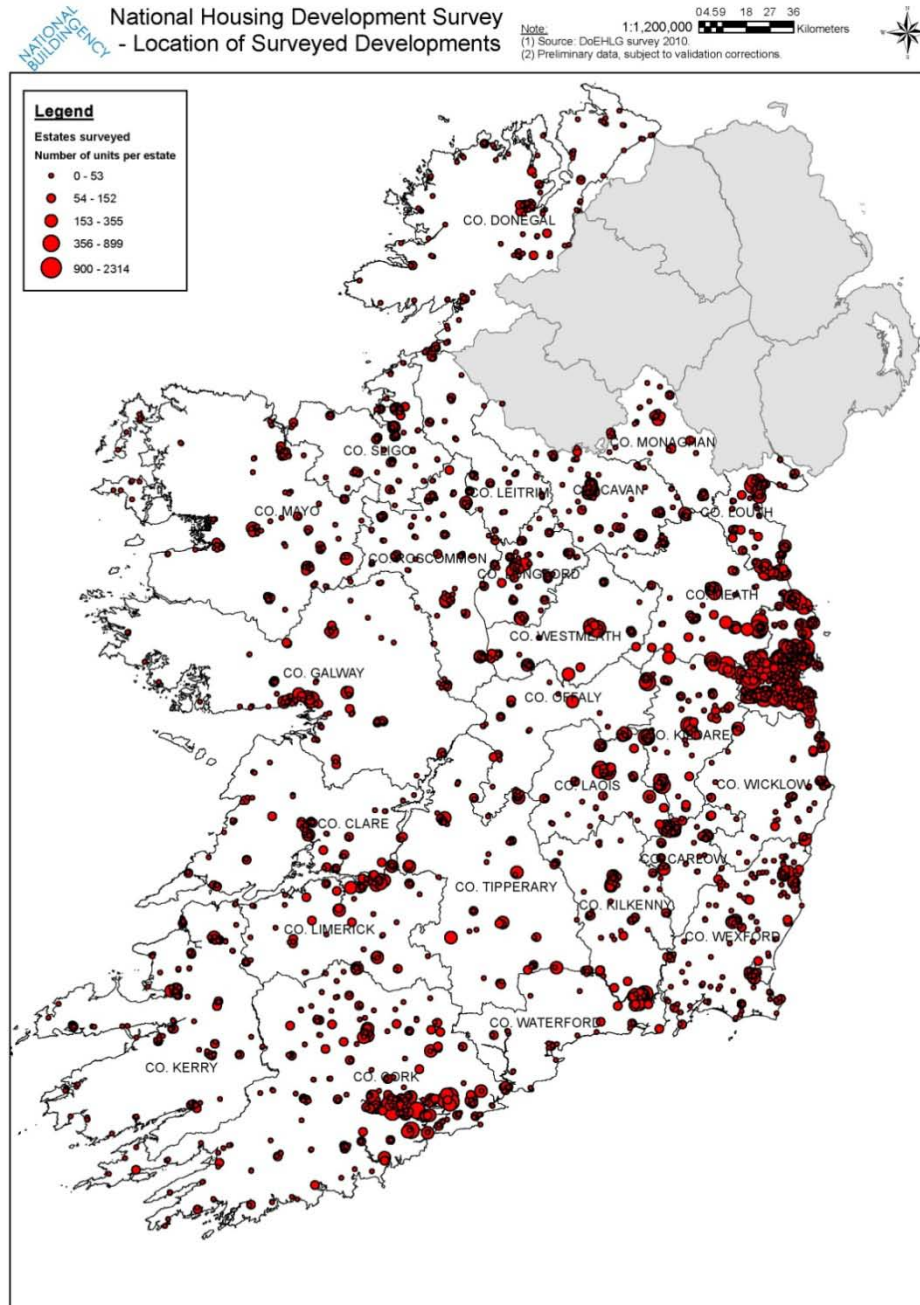 NATIONAL
BUILDINGENCY
National Housing Development Survey
- Location of Surveyed Developments
Note:
1:1,200,000
0 4.5 9 18 27 36
Kilometers
(1) Source: DoEHLG survey 2010.
(2) Preliminary data, subject to validation corrections.
N
Legend
Estates surveyed
Number of units per estate
0 - 53
54 - 152
153 - 355
356 - 899
900 - 2314
CO. DONEGAL
CO. MONAGHAN
CO. SLIGO
CO. LEITRIM
CO. CAVAN
CO. LOUTH
CO. MAYO
CO. ROSCOMMON
CO. LONGFORD
CO. MEATH
CO. WESTMEATH
CO. GALWAY
CO. OFFALY
CO. KILDARE
CO. LAOIS
CO. WICKLOW
CO. CLARE
CO. CARLOW
CO. TIPPERARY
CO. KILKENNY
CO. LIMERICK
CO. WEXFORD
CO. WATERFORD
CO. KERRY
CO. CORK